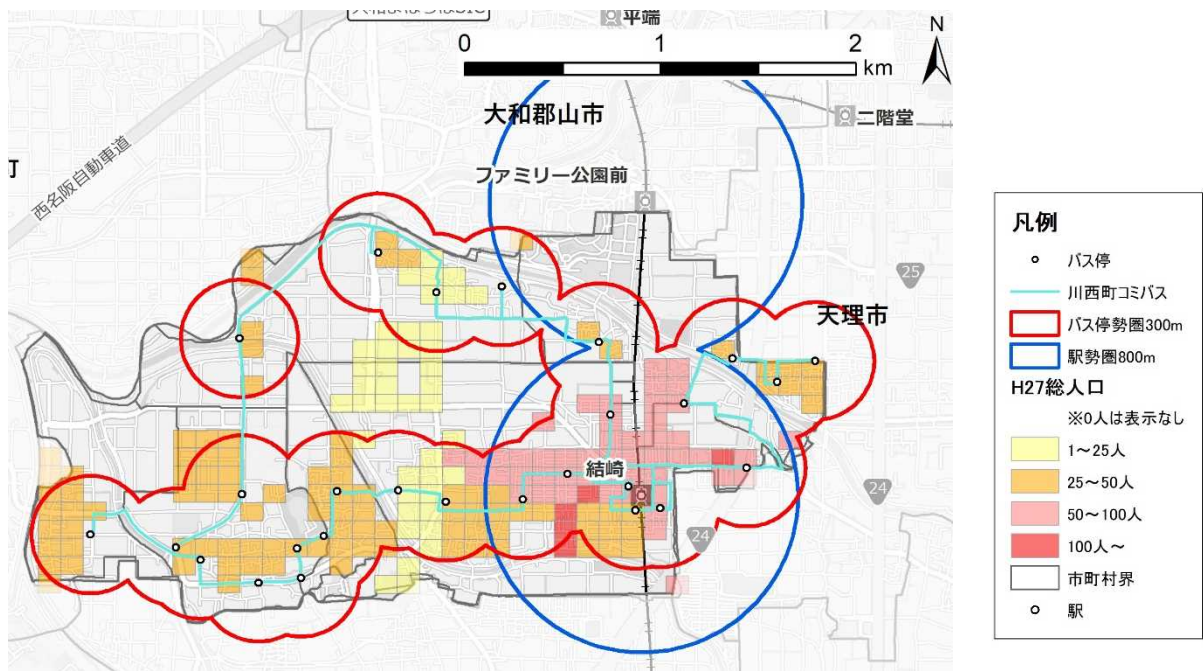 平端
0 1 2
km
N
大和郡山市
二階堂
西名阪自動車道
町
ファミリー公園前
25
天理市
結崎
24
24
凡例
バス停
川西町コミバス
バス停勢圏300m
駅勢圏800m
H27総人口
※0人は表示なし
1～25人
25～50人
50～100人
100人～
市町村界
駅